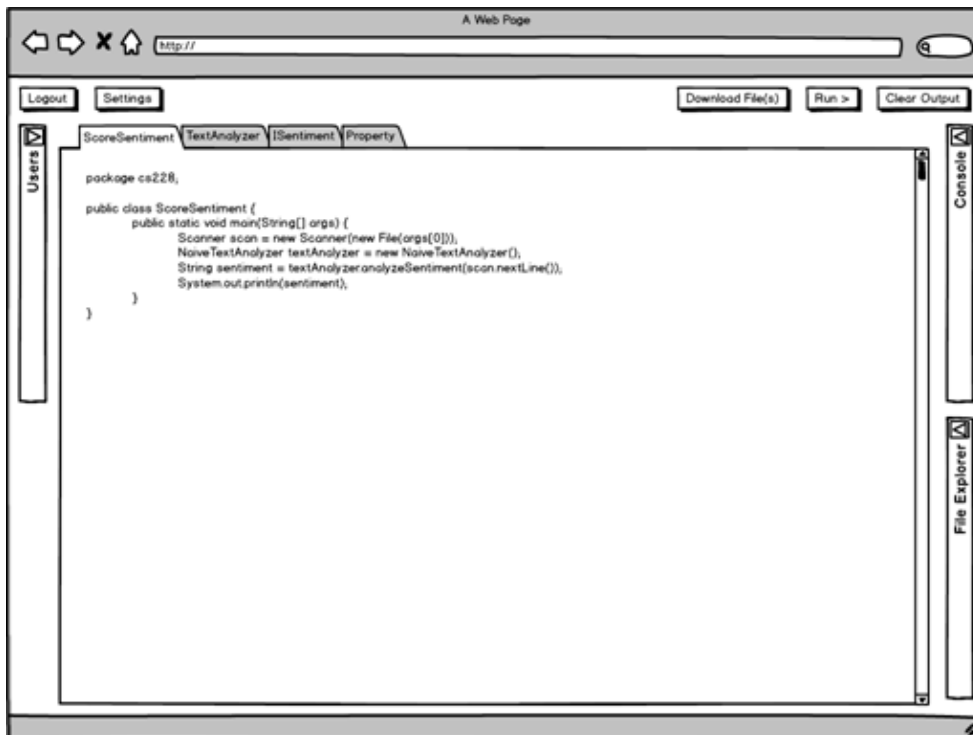 A Web Page
http://
Logout
Settings
Download File(s)
Run >
Clear Output
Users
ScoreSentiment
TextAnalyzer
ISentiment
Property
package cs228;
public class ScoreSentiment {
public static void main(String[] args) {
Scanner scan = new Scanner(new File(args[0]));
NaiveTextAnalyzer textAnalyzer = new NaiveTextAnalyzer();
String sentiment = textAnalyzer.analyzeSentiment(scan.nextLine());
System.out.println(sentiment);
}
}
Console
File Explorer